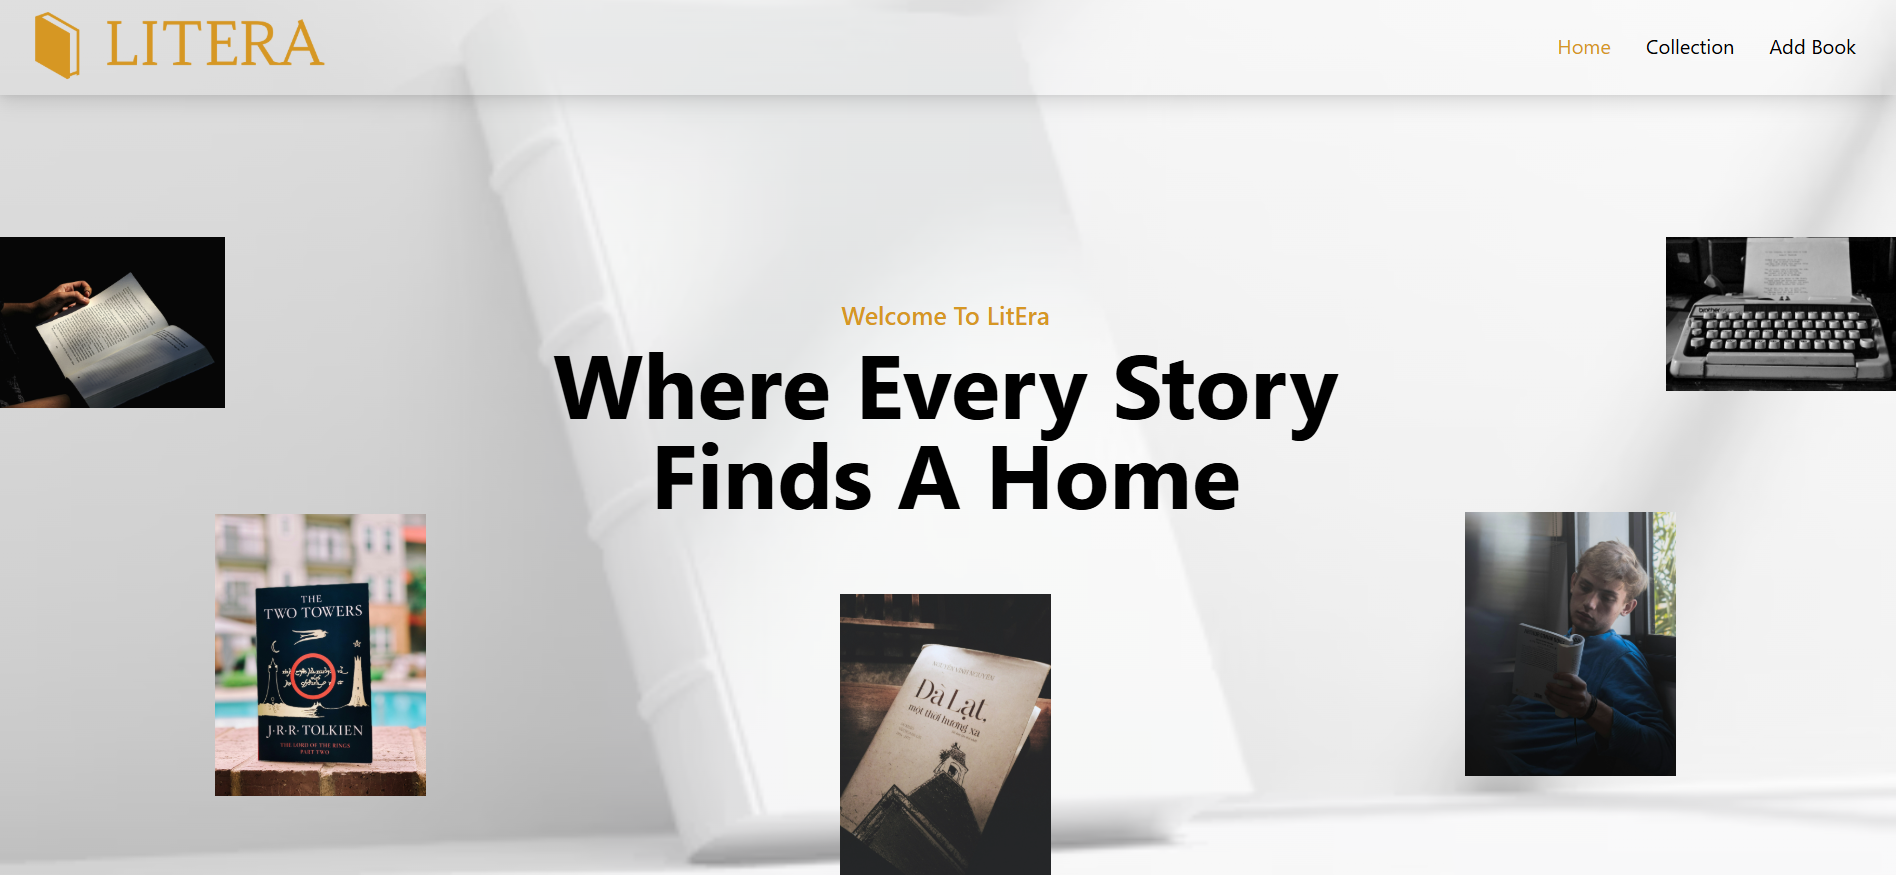 LITERA
Home Collection Add Book
Welcome To LitEra
Where Every Story
Finds A Home
brother
THE
TWO TOWERS
J·R·R·TOLKIEN
THE LORD OF THE RINGS
PART TWO
Đà Lạt,
một thời hương xa